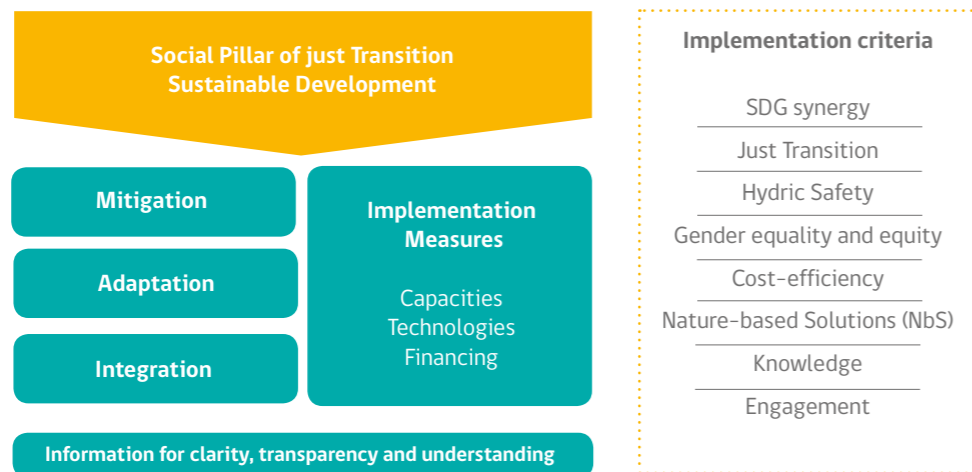 Social Pillar of just Transition
Sustainable Development
Mitigation
Adaptation
Integration
Implementation
Measures
Capacities
Technologies
Financing
Information for clarity, transparency and understanding
Implementation criteria
SDG synergy
Just Transition
Hydric Safety
Gender equality and equity
Cost-efficiency
Nature-based Solutions (NbS)
Knowledge
Engagement